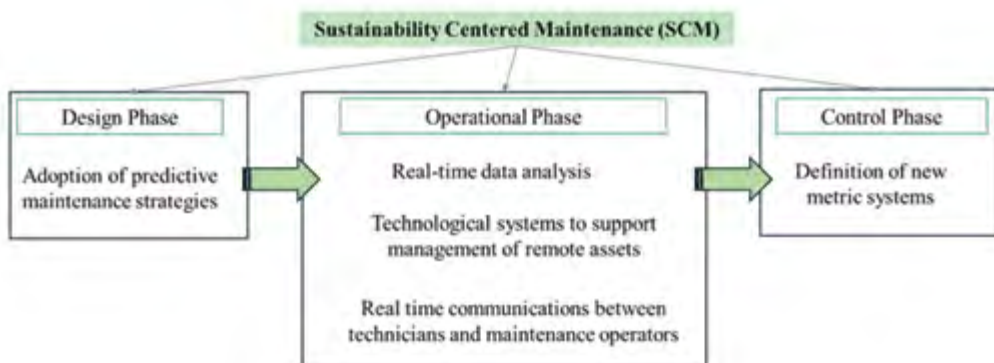 Sustainability Centered Maintenance (SCM)
Design Phase
Adoption of predictive
maintenance strategies
Operational Phase
Real-time data analysis
Technological systems to support
management of remote assets
Real time communications between
technicians and maintenance operators
Control Phase
Definition of new
metric systems